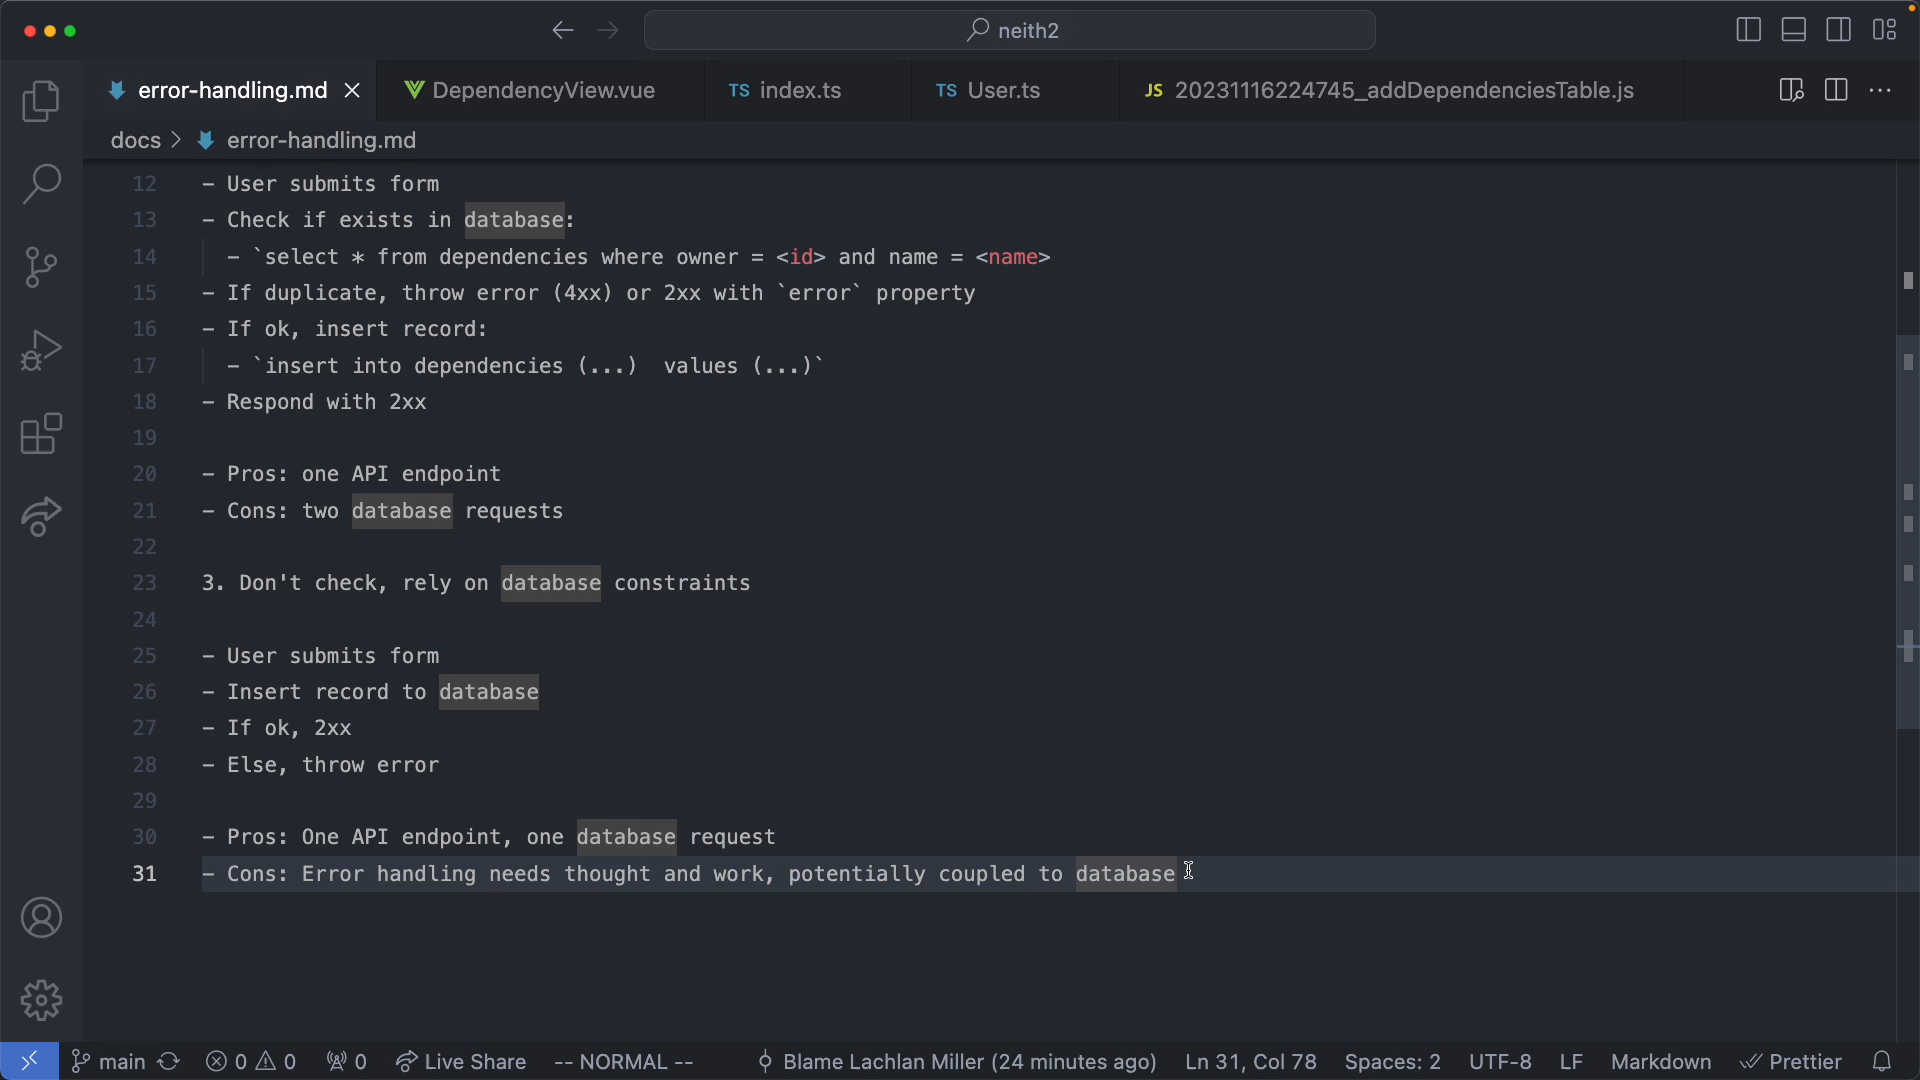 neith2
error-handling.md
DependencyView.vue
TS index.ts
TS User.ts
JS 20231116224745_addDependenciesTable.js
docs > error-handling.md
12 - User submits form
13 - Check if exists in database:
14 - `select * from dependencies where owner = <id> and name = <name>
15 - If duplicate, throw error (4xx) or 2xx with `error` property
16 - If ok, insert record:
17 - `insert into dependencies (...)  values (...)`
18 - Respond with 2xx
19
20 - Pros: one API endpoint
21 - Cons: two database requests
22
23 3. Don't check, rely on database constraints
24
25 - User submits form
26 - Insert record to database
27 - If ok, 2xx
28 - Else, throw error
29
30 - Pros: One API endpoint, one database request
31 - Cons: Error handling needs thought and work, potentially coupled to database
main 0 0 0 Live Share -- NORMAL -- Blame Lachlan Miller (24 minutes ago) Ln 31, Col 78 Spaces: 2 UTF-8 LF Markdown Prettier